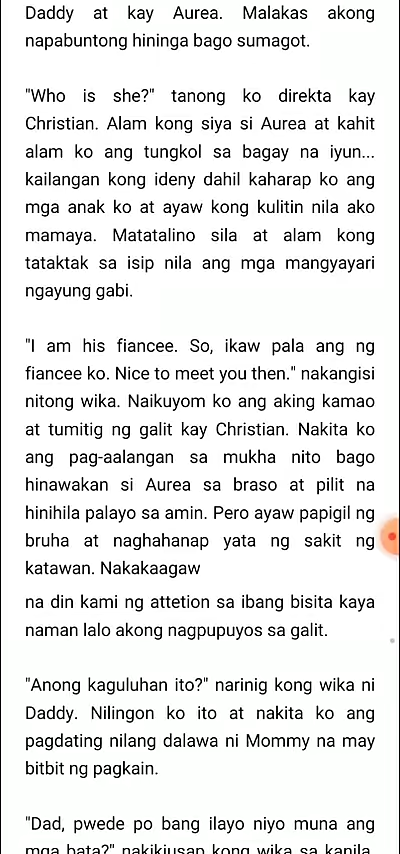 Daddy at kay Aurea. Malakas akong
napabuntong hininga bago sumagot.
"Who is she?" tanong ko direkta kay
Christian. Alam kong siya si Aurea at kahit
alam ko ang tungkol sa bagay na iyun...
kailangan kong ideny dahil kaharap ko ang
mga anak ko at ayaw kong kulitin nila ako
mamaya. Matatalino sila at alam kong
tataktak sa isip nila ang mga mangyayari
ngayung gabi.
"I am his fiancee. So, ikaw pala ang ng
fiancee ko. Nice to meet you then." nakangisi
nitong wika. Naikuyom ko ang aking kamao
at tumitig ng galit kay Christian. Nakita ko
ang pag-aalangan sa mukha nito bago
hinawakan si Aurea sa braso at pilit na
hinihila palayo sa amin. Pero ayaw papigil ng
bruha at naghahanap yata ng sakit ng
katawan. Nakakaagaw
na din kami ng attetion sa ibang bisita kaya
naman lalo akong nagpupuyos sa galit.
"Anong kaguluhan ito?" narinig kong wika ni
Daddy. Nilingon ko ito at nakita ko ang
pagdating nilang dalawa ni Mommy na may
bitbit ng pagkain.
"Dad, pwede po bang ilayo niyo muna ang
mga bata?" nakikiusap kong wika sa kanila.